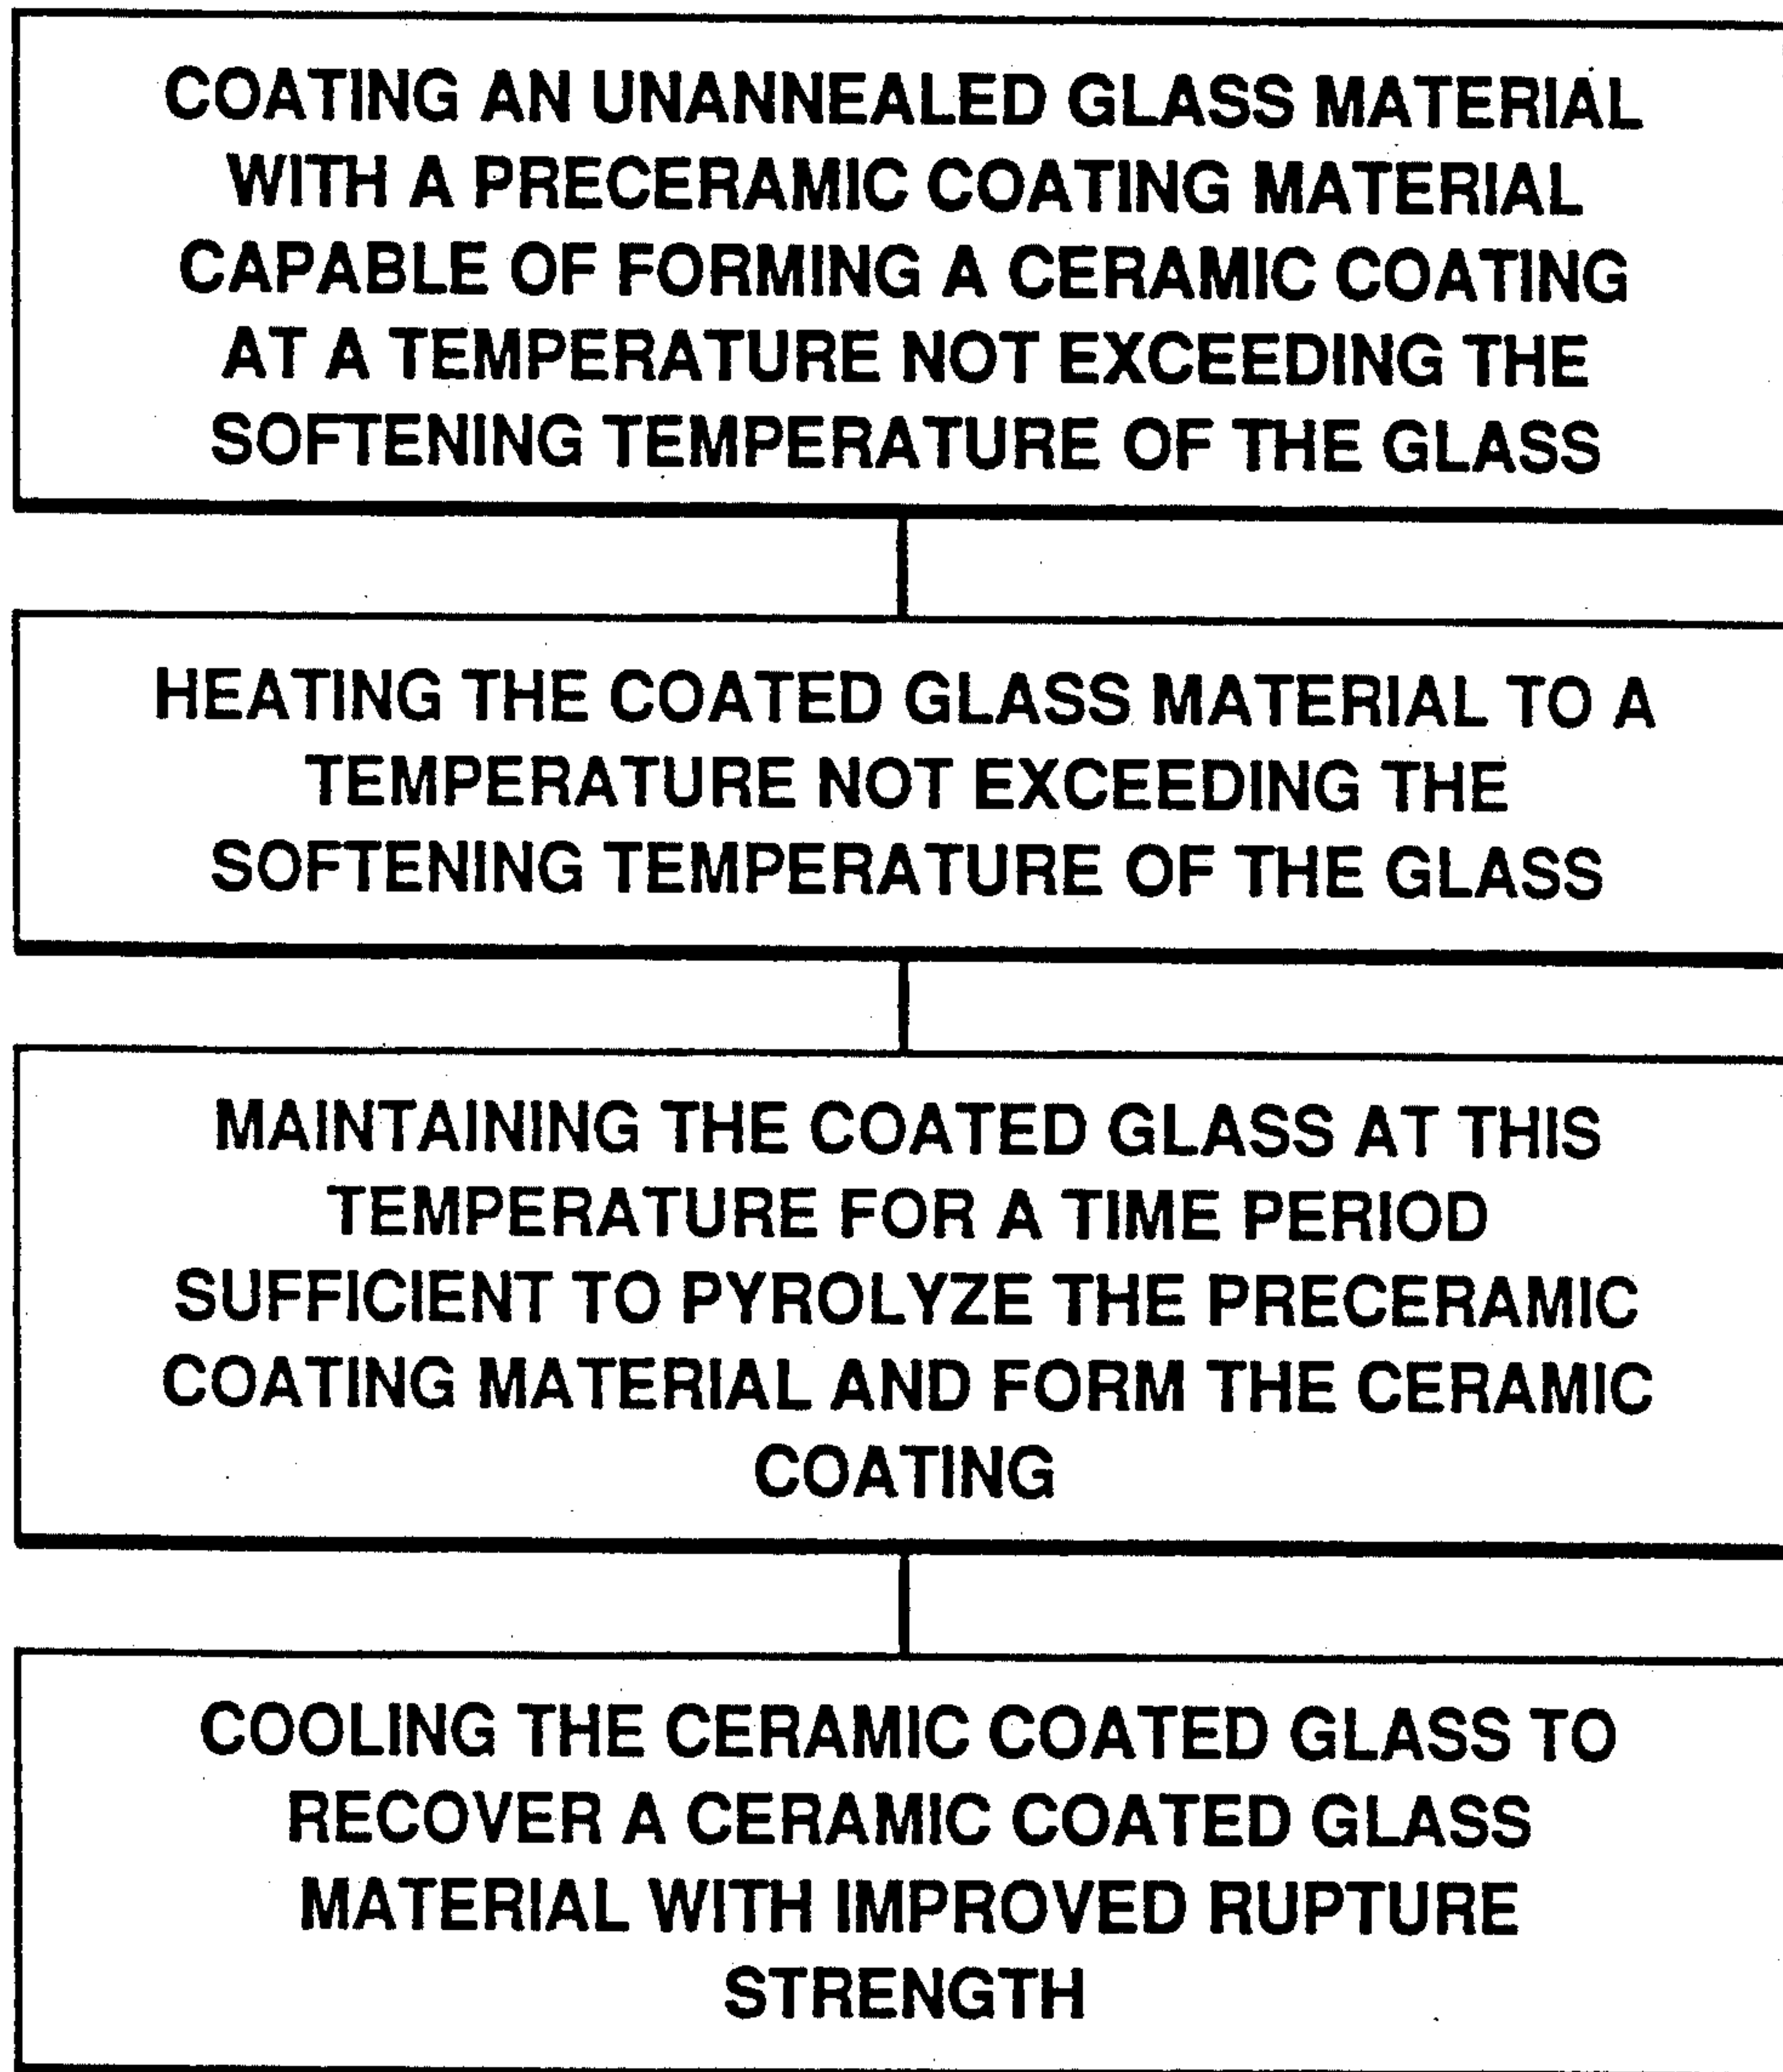 COATING AN UNANNEALED GLASS MATERIAL
WITH A PRECERAMIC COATING MATERIAL
CAPABLE OF FORMING A CERAMIC COATING
AT A TEMPERATURE NOT EXCEEDING THE
SOFTENING TEMPERATURE OF THE GLASS
HEATING THE COATED GLASS MATERIAL TO A
TEMPERATURE NOT EXCEEDING THE
SOFTENING TEMPERATURE OF THE GLASS
MAINTAINING THE COATED GLASS AT THIS
TEMPERATURE FOR A TIME PERIOD
SUFFICIENT TO PYROLYZE THE PRECERAMIC
COATING MATERIAL AND FORM THE CERAMIC
COATING
COOLING THE CERAMIC COATED GLASS TO
RECOVER A CERAMIC COATED GLASS
MATERIAL WITH IMPROVED RUPTURE
STRENGTH